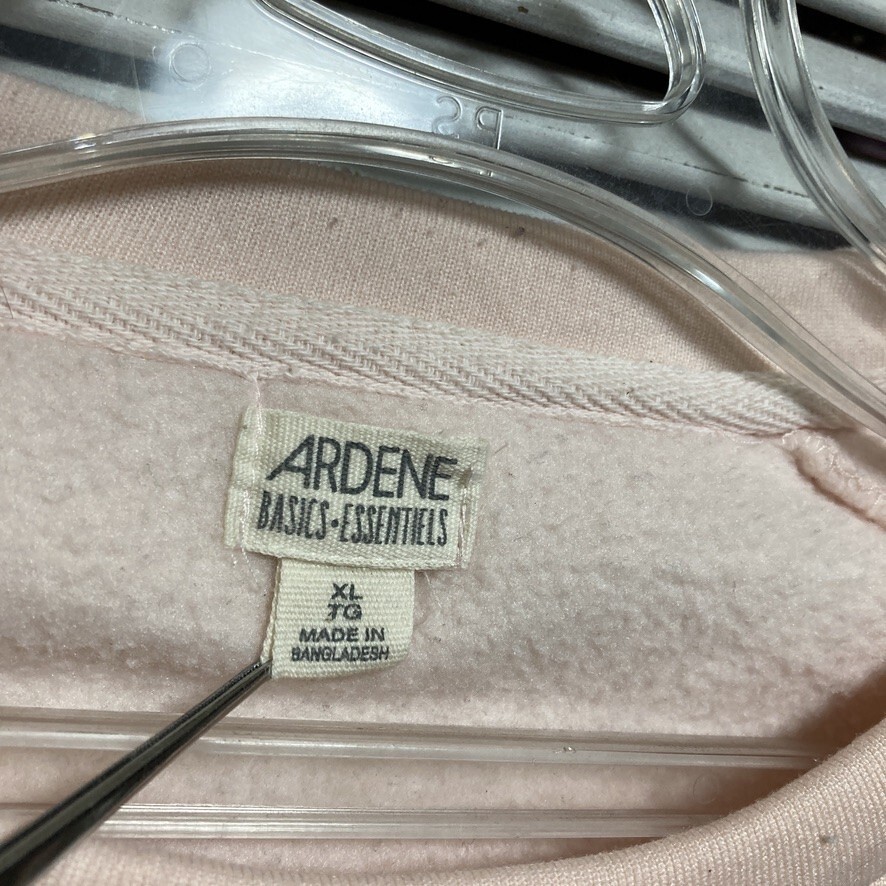 ARDENE
BASICS•ESSENTIELS
XL
TG
MADE IN
BANGLADESH